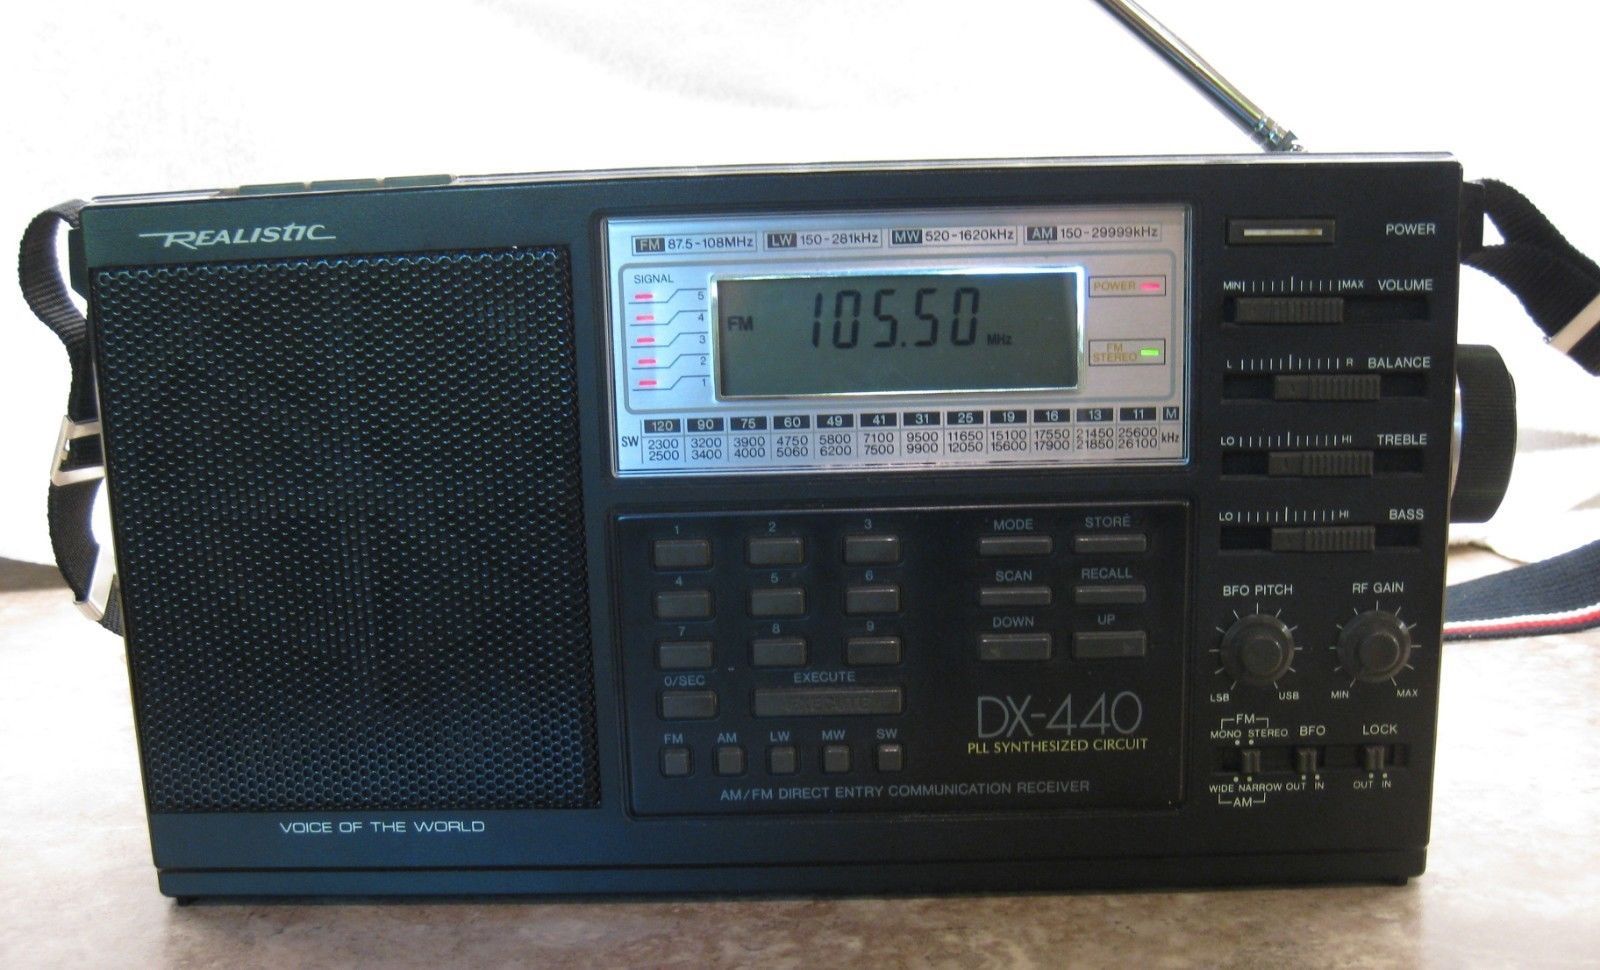 REALISTIC
FM 87.5-108MHz LW 150-281kHz MW 520-1620kHz AM 150-29999kHz
SIGNAL
5
4
3
2
1
FM 105.50 MHz
POWER
FM
STEREO
120 90 75 60 49 41 31 25 19 16 13 11 M
SW 2300 3200 3900 4750 5800 7100 9500 11650 15100 17550 21450 25600 kHz
2500 3400 4000 5060 6200 7500 9900 12050 15600 17900 21850 26100
POWER
MIN MAX VOLUME
L R BALANCE
LO HI TREBLE
LO HI BASS
1 2 3
4 5 6
7 8 9
0/SEC EXECUTE
EXECUTE
FM AM LW MW SW
MODE STORE
SCAN RECALL
DOWN UP
DX-440
PLL SYNTHESIZED CIRCUIT
AM/FM DIRECT ENTRY COMMUNICATION RECEIVER
BFO PITCH RF GAIN
LSB USB MIN MAX
FM
MONO STEREO BFO LOCK
WIDE NARROW OUT IN OUT IN
AM
VOICE OF THE WORLD